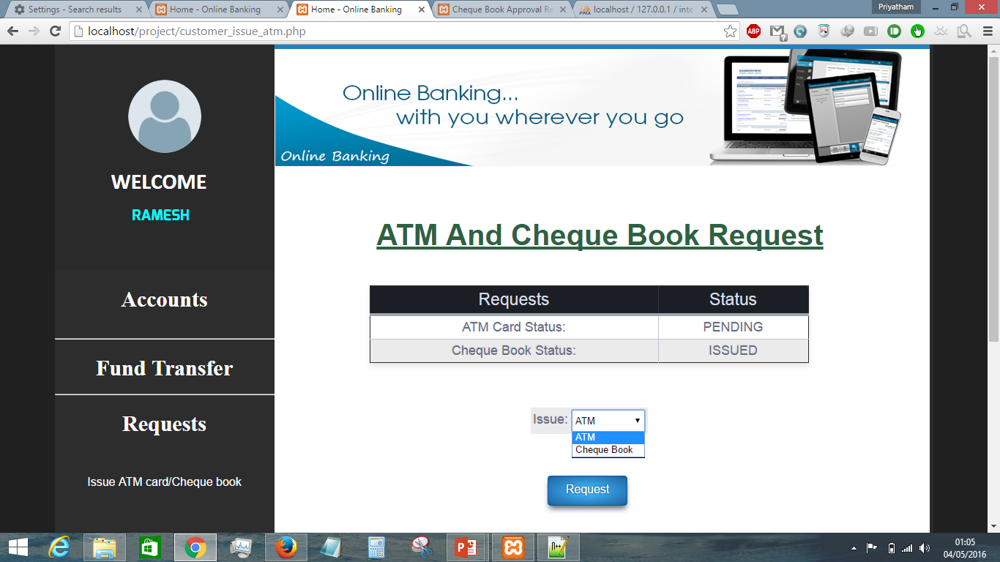 Settings - Search results
Home - Online Banking
Home - Online Banking
Cheque Book Approval Re
localhost / 127.0.0.1 / inte
Priyatham
localhost/project/customer_issue_atm.php
ABP
WELCOME
RAMESH
Accounts
Fund Transfer
Requests
Issue ATM card/Cheque book
Online Banking...
with you wherever you go
Online Banking
ATM And Cheque Book Request
Requests Status
ATM Card Status: PENDING
Cheque Book Status: ISSUED
Issue: ATM
ATM
Cheque Book
Request
01:05
04/05/2016